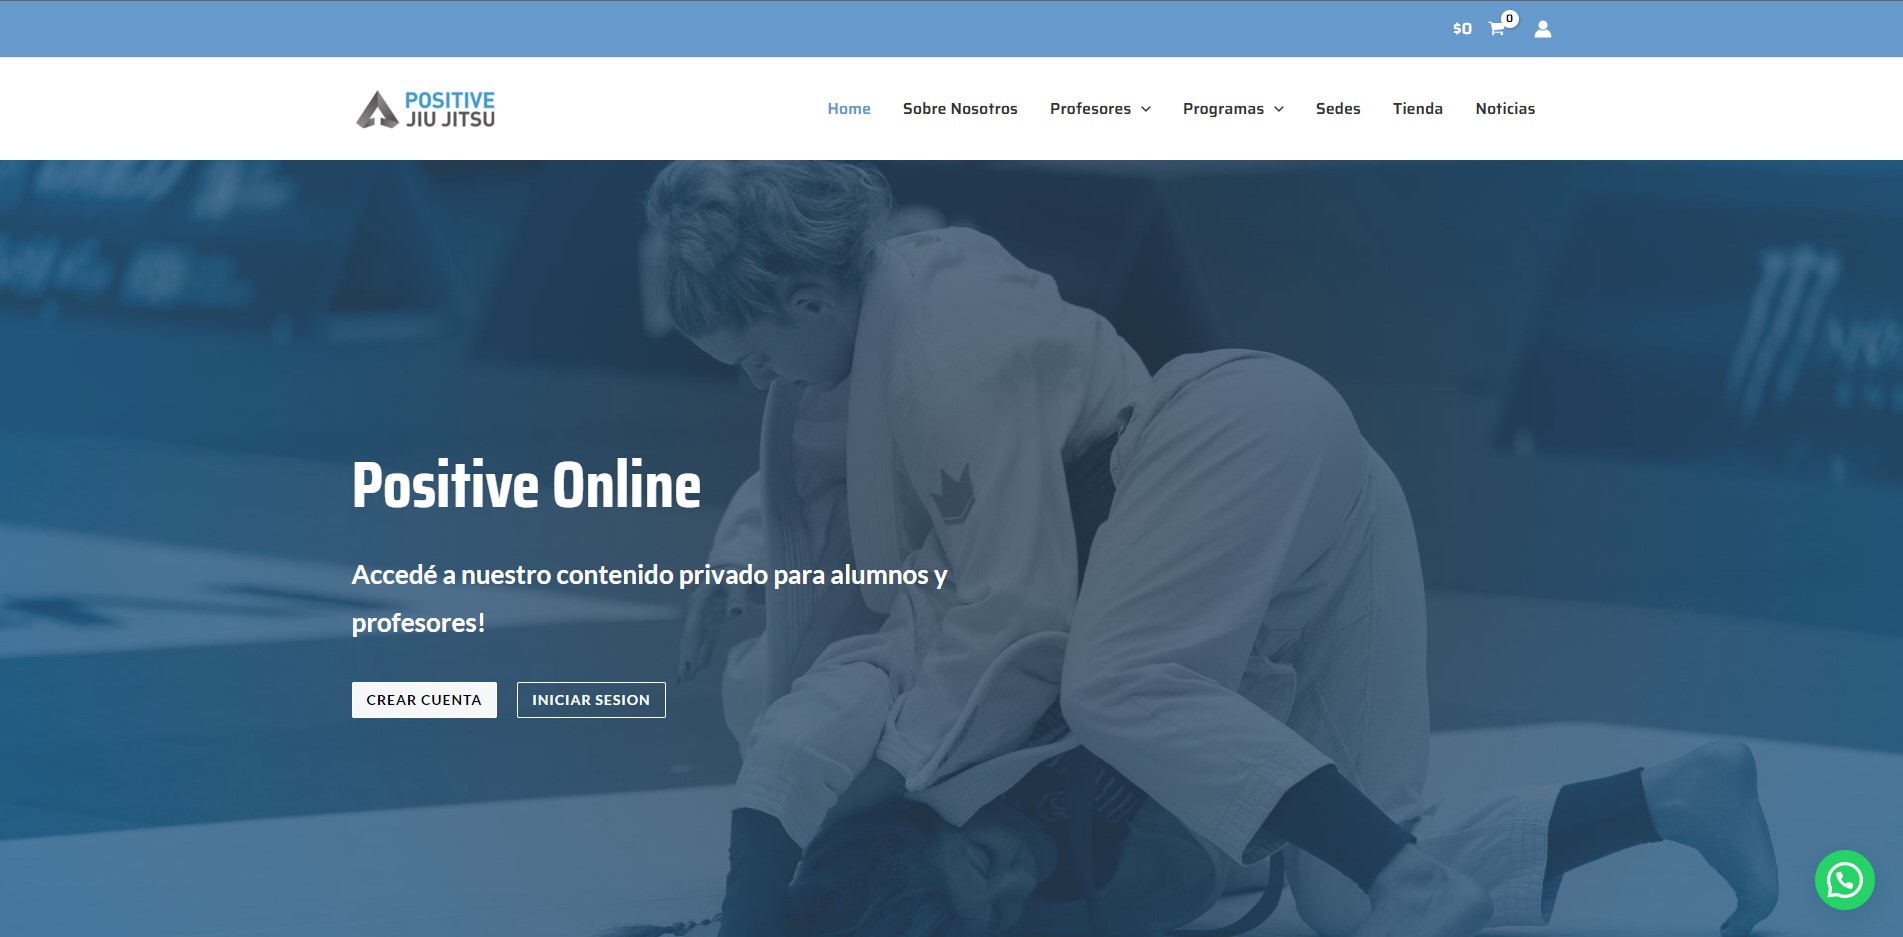 $0 0
POSITIVE
JIU JITSU
Home Sobre Nosotros Profesores Programas Sedes Tienda Noticias
Positive Online
Accedé a nuestro contenido privado para alumnos y
profesores!
CREAR CUENTA INICIAR SESION